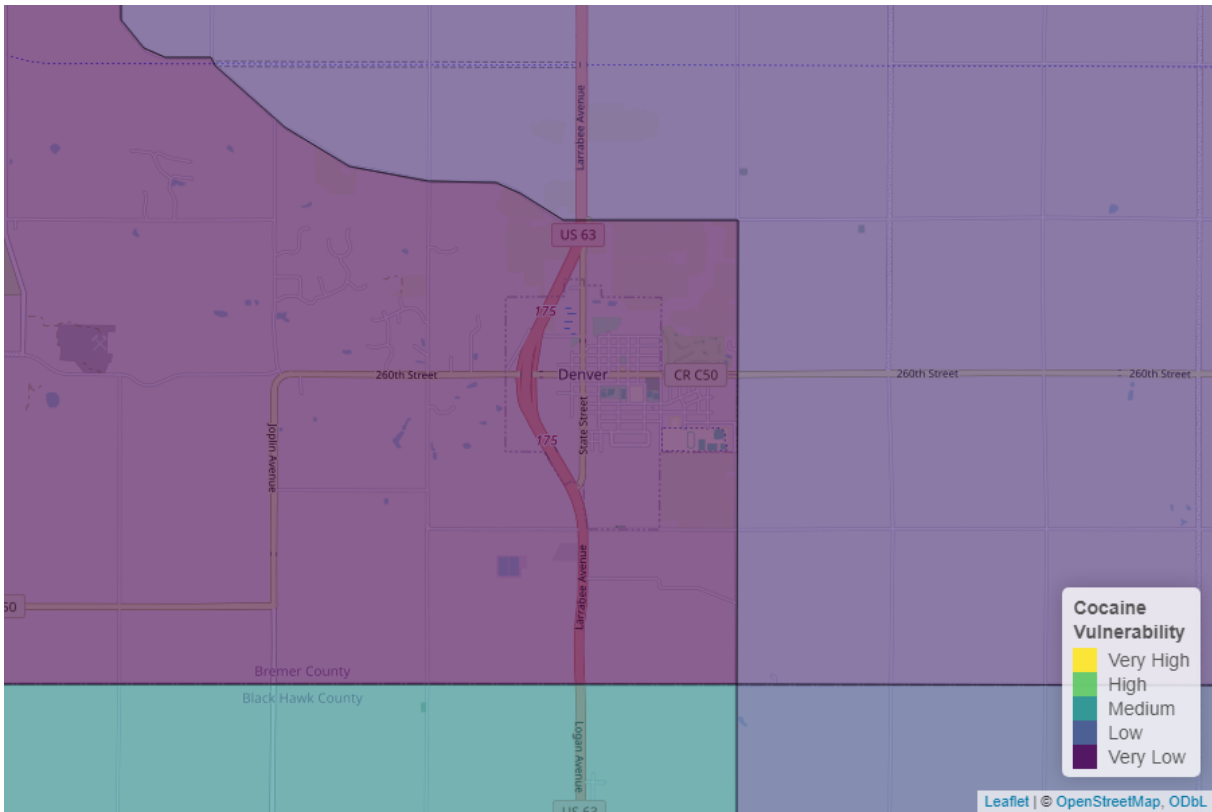 Larrabee Avenue
US 63
175
260th Street
Denver
CR C50
260th Street
260th Street
175
State Street
Joplin Avenue
Larrabee Avenue
50
Bremer County
Black Hawk County
Logan Avenue
US 63
Cocaine
Vulnerability
Very High
High
Medium
Low
Very Low
Leaflet | © OpenStreetMap, ODbL